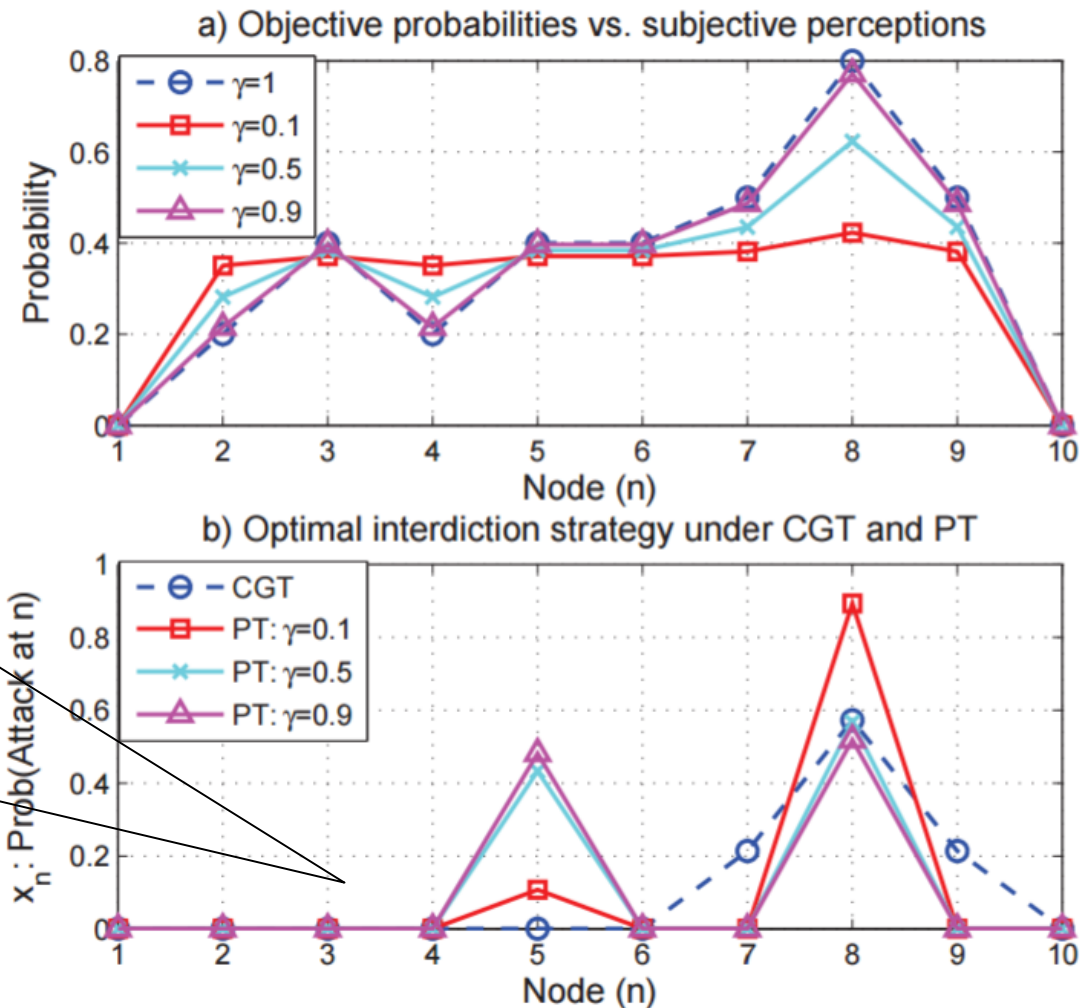 a) Objective probabilities vs. subjective perceptions
Probability
0.8
0.6
0.4
0.2
0
γ=1
γ=0.1
γ=0.5
γ=0.9
1 2 3 4 5 6 7 8 9 10
Node (n)
b) Optimal interdiction strategy under CGT and PT
xn: Prob(Attack at n)
1
0.8
0.6
0.4
0.2
0
CGT
PT: γ=0.1
PT: γ=0.5
PT: γ=0.9
1 2 3 4 5 6 7 8 9 10
Node (n)